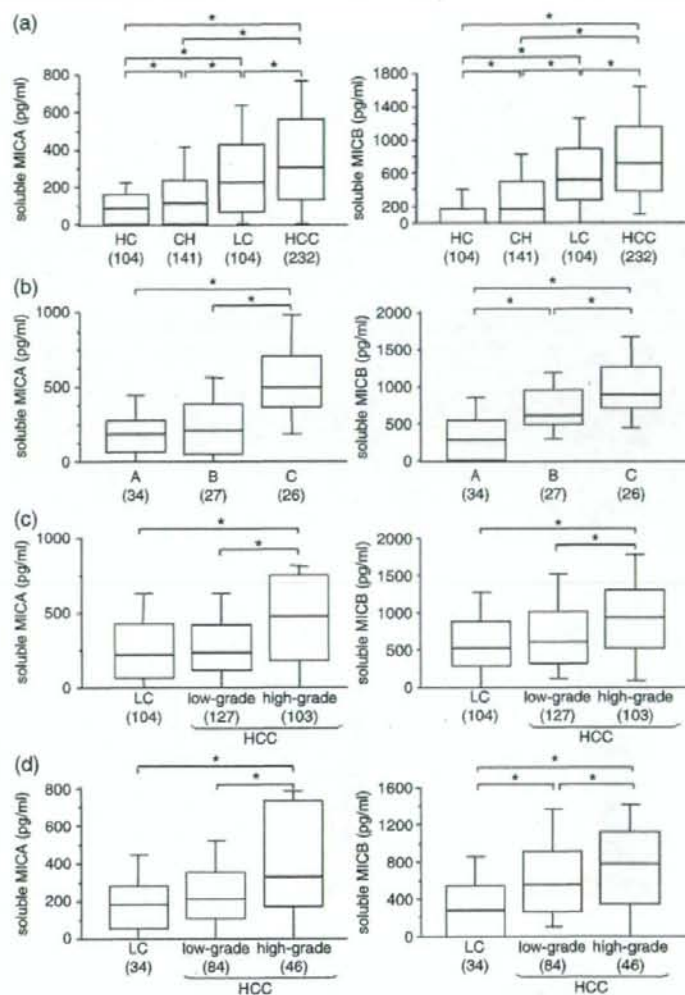 (a)
* *
* *
* *
* * * * * *
soluble MICA (pg/ml)
800
600
400
200
0
HC CH LC HCC
(104) (141) (104) (232)
soluble MICB (pg/ml)
1800
1400
1000
600
200
0
HC CH LC HCC
(104) (141) (104) (232)
(b)
* *
* * *
soluble MICA (pg/ml)
1000
500
0
A B C
(34) (27) (26)
soluble MICB (pg/ml)
2000
1500
1000
500
0
A B C
(34) (27) (26)
(c)
* *
* *
soluble MICA (pg/ml)
1000
500
0
LC low-grade high-grade
(104) (127) (103)
HCC
soluble MICB (pg/ml)
2000
1500
1000
500
0
LC low-grade high-grade
(104) (127) (103)
HCC
(d)
* *
* * *
soluble MICA (pg/ml)
800
600
400
200
0
LC low-grade high-grade
(34) (84) (46)
HCC
soluble MICB (pg/ml)
1600
1200
800
400
0
LC low-grade high-grade
(34) (84) (46)
HCC